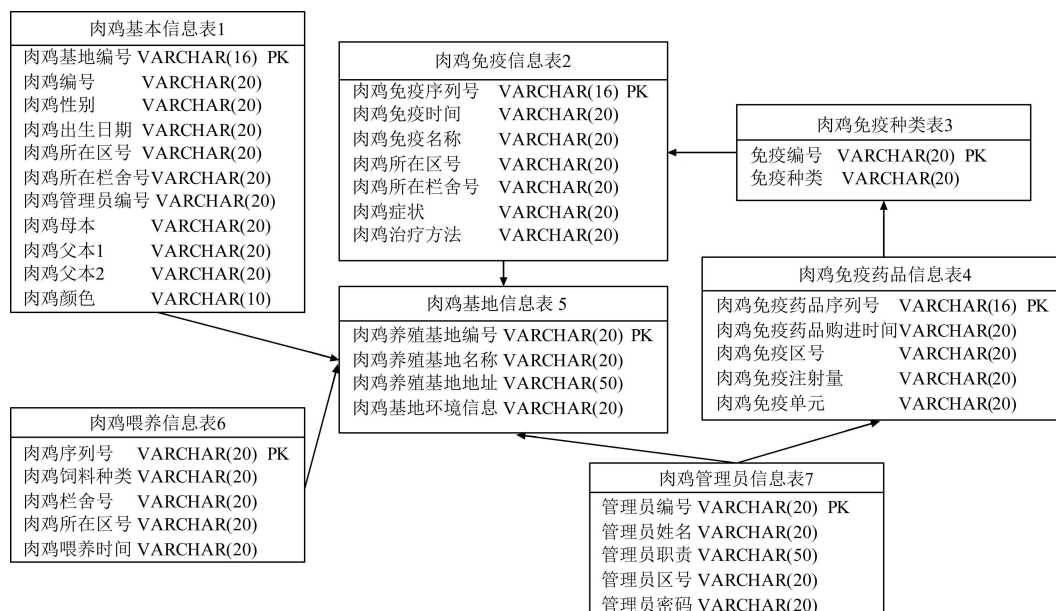 肉鸡基本信息表1
肉鸡基地编号 VARCHAR(16) PK
肉鸡编号 VARCHAR(20)
肉鸡性别 VARCHAR(20)
肉鸡出生日期 VARCHAR(20)
肉鸡所在区号 VARCHAR(20)
肉鸡所在栏舍号 VARCHAR(20)
肉鸡管理员编号 VARCHAR(20)
肉鸡母本 VARCHAR(20)
肉鸡父本1 VARCHAR(20)
肉鸡父本2 VARCHAR(20)
肉鸡颜色 VARCHAR(10)
肉鸡免疫信息表2
肉鸡免疫序列号 VARCHAR(16) PK
肉鸡免疫时间 VARCHAR(20)
肉鸡免疫名称 VARCHAR(20)
肉鸡所在区号 VARCHAR(20)
肉鸡所在栏舍号 VARCHAR(20)
肉鸡症状 VARCHAR(20)
肉鸡治疗方法 VARCHAR(20)
肉鸡免疫种类表3
免疫编号 VARCHAR(20) PK
免疫种类 VARCHAR(20)
肉鸡免疫药品信息表4
肉鸡免疫药品序列号 VARCHAR(16) PK
肉鸡免疫药品购进时间 VARCHAR(20)
肉鸡免疫区号 VARCHAR(20)
肉鸡免疫注射量 VARCHAR(20)
肉鸡免疫单元 VARCHAR(20)
肉鸡基地信息表 5
肉鸡养殖基地编号 VARCHAR(20) PK
肉鸡养殖基地名称 VARCHAR(20)
肉鸡养殖基地地址 VARCHAR(50)
肉鸡基地环境信息 VARCHAR(20)
肉鸡喂养信息表6
肉鸡序列号 VARCHAR(20) PK
肉鸡饲料种类 VARCHAR(20)
肉鸡栏舍号 VARCHAR(20)
肉鸡所在区号 VARCHAR(20)
肉鸡喂养时间 VARCHAR(20)
肉鸡管理员信息表7
管理员编号 VARCHAR(20) PK
管理员姓名 VARCHAR(20)
管理员职责 VARCHAR(50)
管理员区号 VARCHAR(20)
管理员密码 VARCHAR(20)